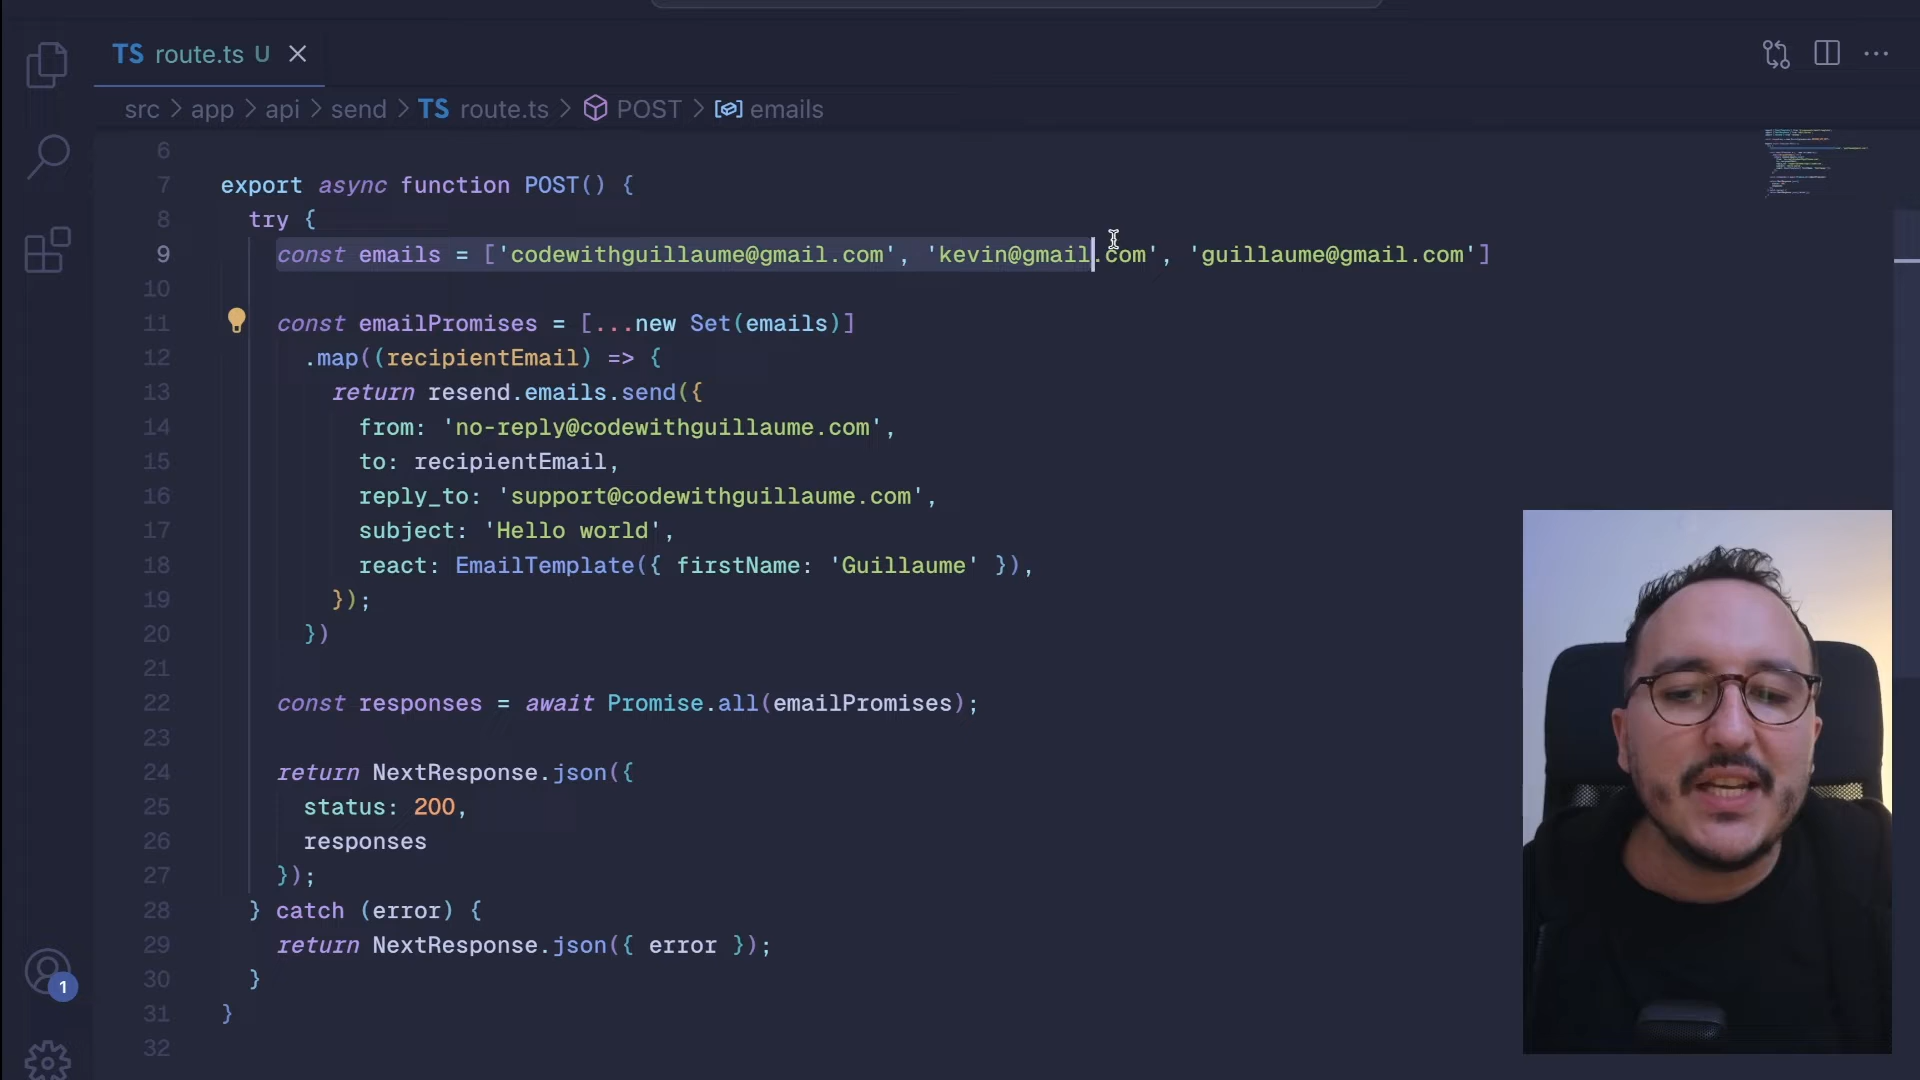 TS route.ts U
src > app > api > send > TS route.ts > POST > emails
6
7 export async function POST() {
8 try {
9 const emails = ['codewithguillaume@gmail.com', 'kevin@gmail.com', 'guillaume@gmail.com']
10
11 const emailPromises = [...new Set(emails)]
12 .map((recipientEmail) => {
13 return resend.emails.send({
14 from: 'no-reply@codewithguillaume.com',
15 to: recipientEmail,
16 reply_to: 'support@codewithguillaume.com',
17 subject: 'Hello world',
18 react: EmailTemplate({ firstName: 'Guillaume' }),
19 });
20 })
21
22 const responses = await Promise.all(emailPromises);
23
24 return NextResponse.json({
25 status: 200,
26 responses
27 });
28 } catch (error) {
29 return NextResponse.json({ error });
30 }
31 }
32
1